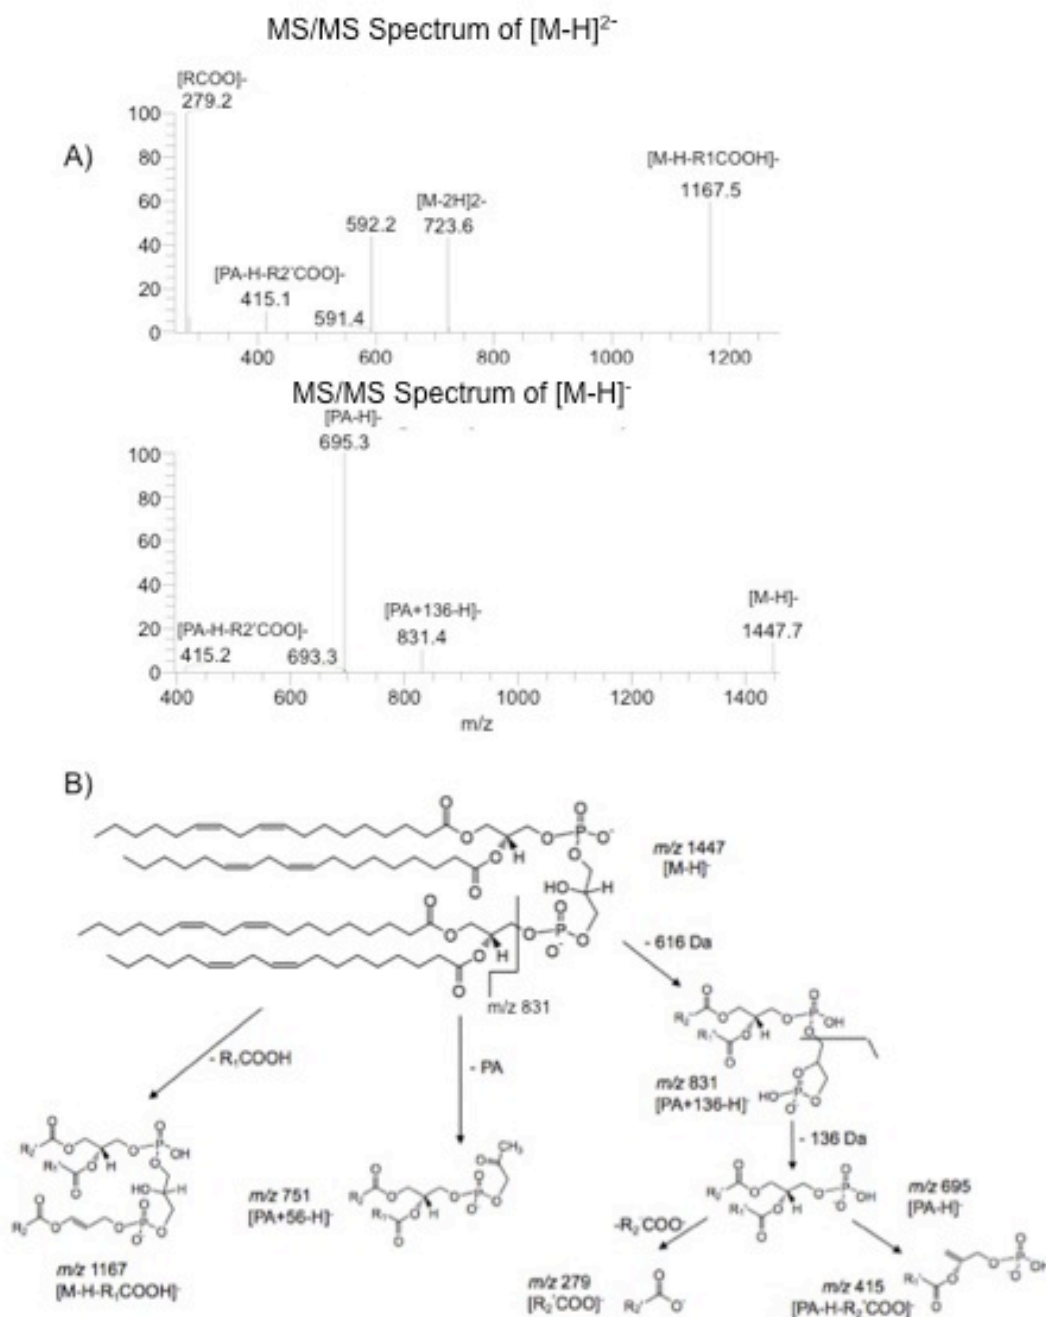 MS/MS Spectrum of [M-H]²⁻
[RCOO]-
279.2
A)
100
80
60
40
20
0
[M-H-R1COOH]-
1167.5
592.2
[M-2H]2-
723.6
[PA-H-R2'COO]-
415.1
591.4
400 600 800 1000 1200
MS/MS Spectrum of [M-H]⁻
[PA-H]-
695.3
100
80
60
40
20
0
[PA+136-H]-
831.4
[M-H]-
1447.7
[PA-H-R2'COO]-
415.2
693.3
400 600 800 1000 1200 1400
m/z
B)
O O P O⁻ O
O O H
O HO H
O O P O O⁻
O O H
O
m/z 1447
[M-H]⁻
m/z 831
- 616 Da
- R₁COOH
- PA
m/z 831
[PA+136-H]⁻
- 136 Da
m/z 1167
[M-H-R₁COOH]⁻
m/z 751
[PA+56-H]⁻
CH₃
m/z 695
[PA-H]⁻
-R₂'COO⁻
m/z 279
[R₂'COO]⁻
m/z 415
[PA-H-R₂'COO]⁻